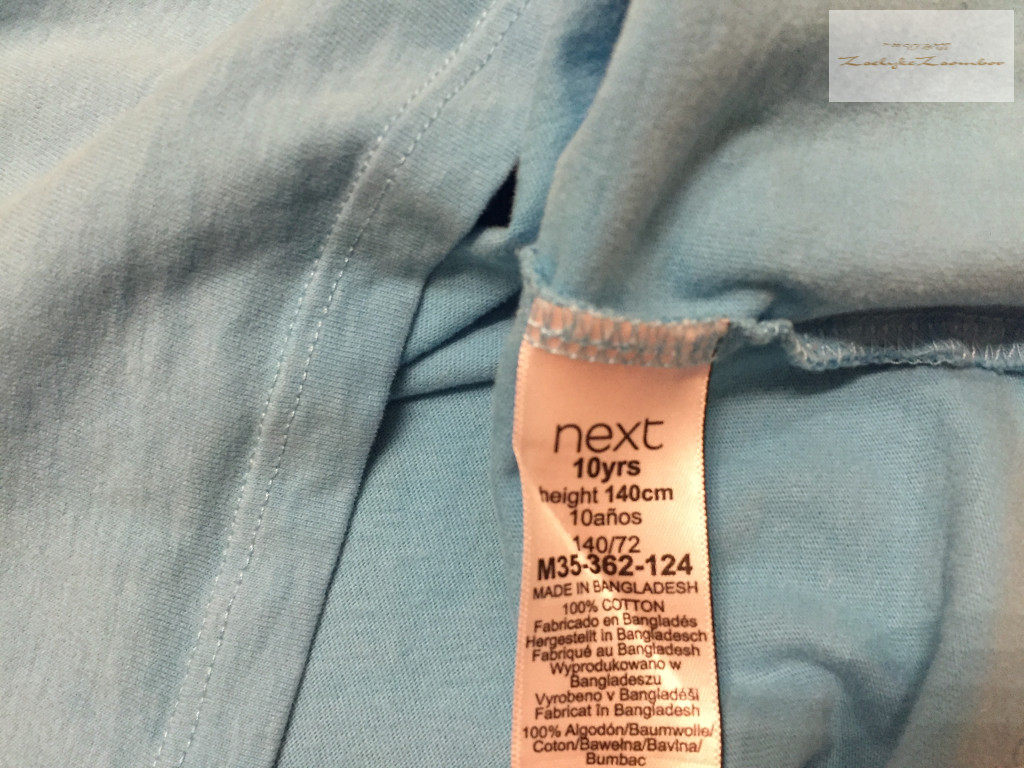 next
10yrs
height 140cm
10años
140/72
M35-362-124
MADE IN BANGLADESH
100% COTTON
Fabricado en Bangladés
Hergestellt in Bangladesch
Fabriqué au Bangladesh
Wyprodukowano w
Bangladeszu
Vyrobeno v Bangladéši
Fabricat în Bangladesh
100% Algodón/Baumwolle/
Coton/Bawełna/Bavlna/
Bumbac